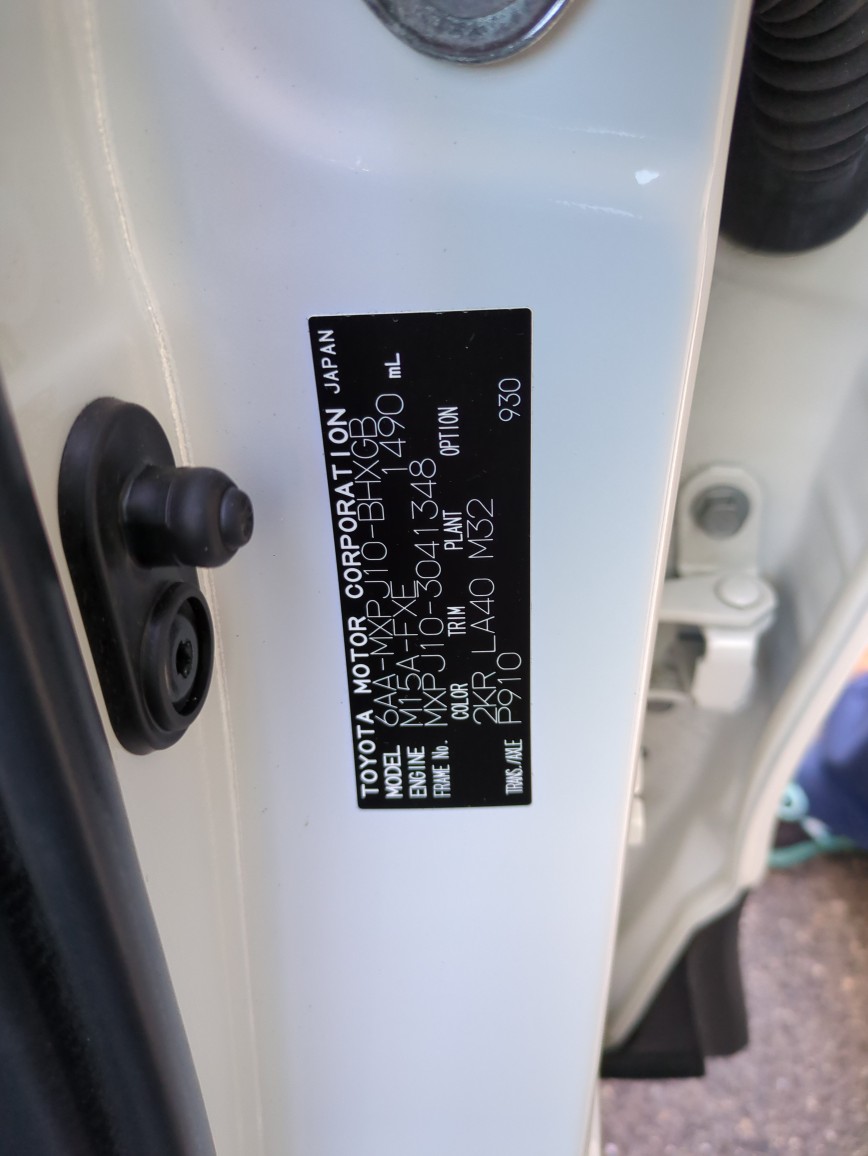 TOYOTA MOTOR CORPORATION JAPAN
MODEL 6AA-MXPJ10-BHXGB
ENGINE M15A-FXE 1490 mL
FRAME No. MXPJ10-3041348
COLOR TRIM PLANT OPTION
2KR LA40 M32
TRANS./AXLE P910 930